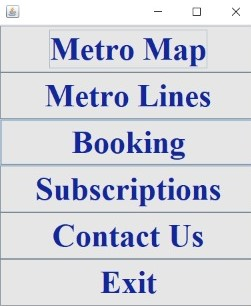 Metro Map
Metro Lines
Booking
Subscriptions
Contact Us
Exit